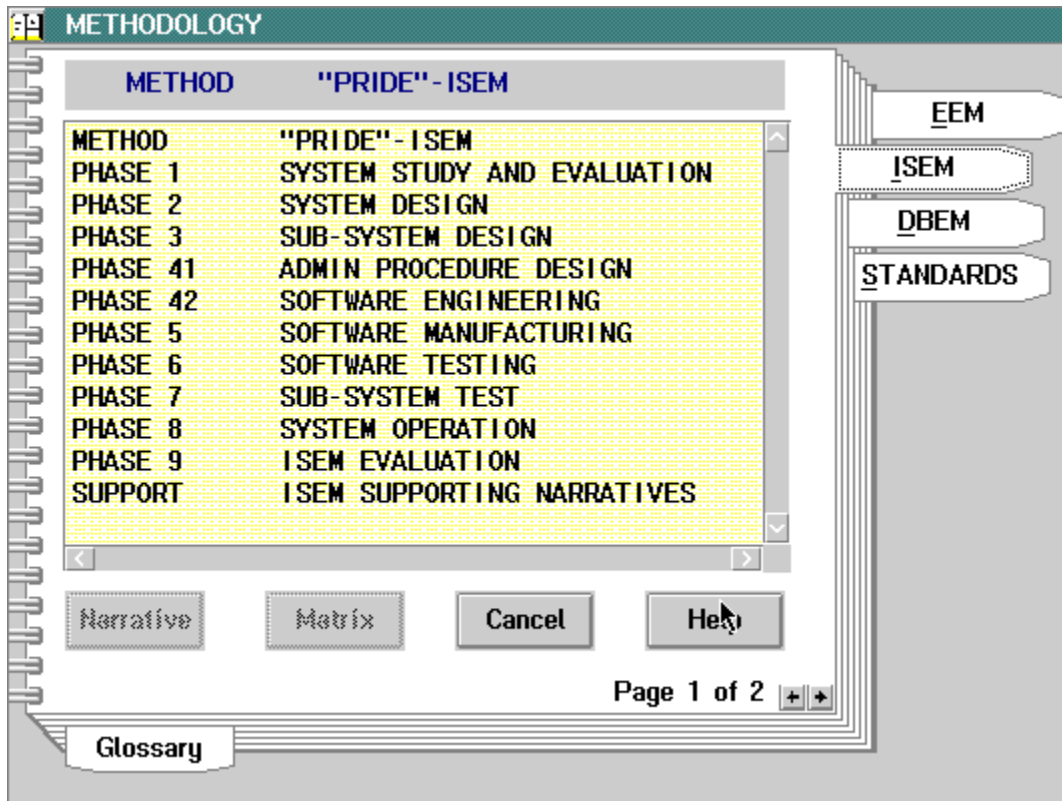 METHODOLOGY
METHOD "PRIDE"-ISEM
METHOD "PRIDE"-ISEM
PHASE 1 SYSTEM STUDY AND EVALUATION
PHASE 2 SYSTEM DESIGN
PHASE 3 SUB-SYSTEM DESIGN
PHASE 41 ADMIN PROCEDURE DESIGN
PHASE 42 SOFTWARE ENGINEERING
PHASE 5 SOFTWARE MANUFACTURING
PHASE 6 SOFTWARE TESTING
PHASE 7 SUB-SYSTEM TEST
PHASE 8 SYSTEM OPERATION
PHASE 9 ISEM EVALUATION
SUPPORT ISEM SUPPORTING NARRATIVES
Narrative Matrix Cancel Help
Page 1 of 2
Glossary
EEM
ISEM
DBEM
STANDARDS